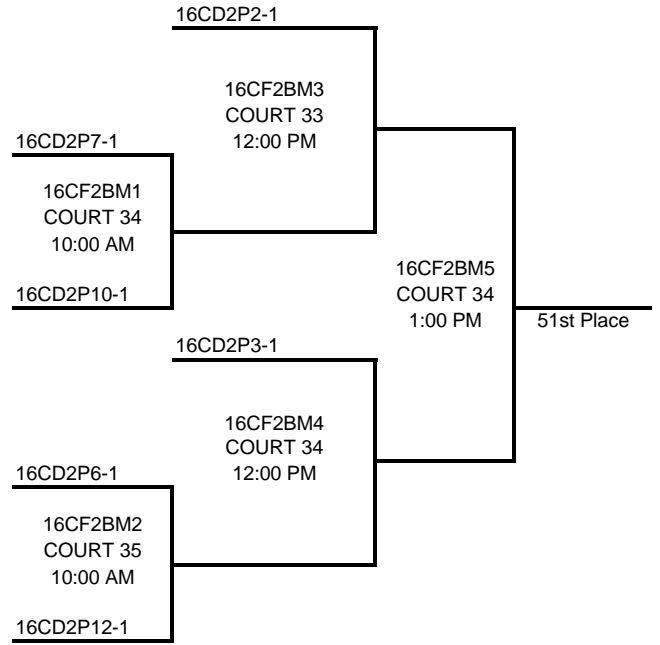 16CD2P2-1
16CF2BM3
COURT 33
12:00 PM
16CD2P7-1
16CF2BM1
COURT 34
10:00 AM
16CD2P10-1
16CF2BM5
COURT 34
1:00 PM
51st Place
16CD2P3-1
16CF2BM4
COURT 34
12:00 PM
16CD2P6-1
16CF2BM2
COURT 35
10:00 AM
16CD2P12-1